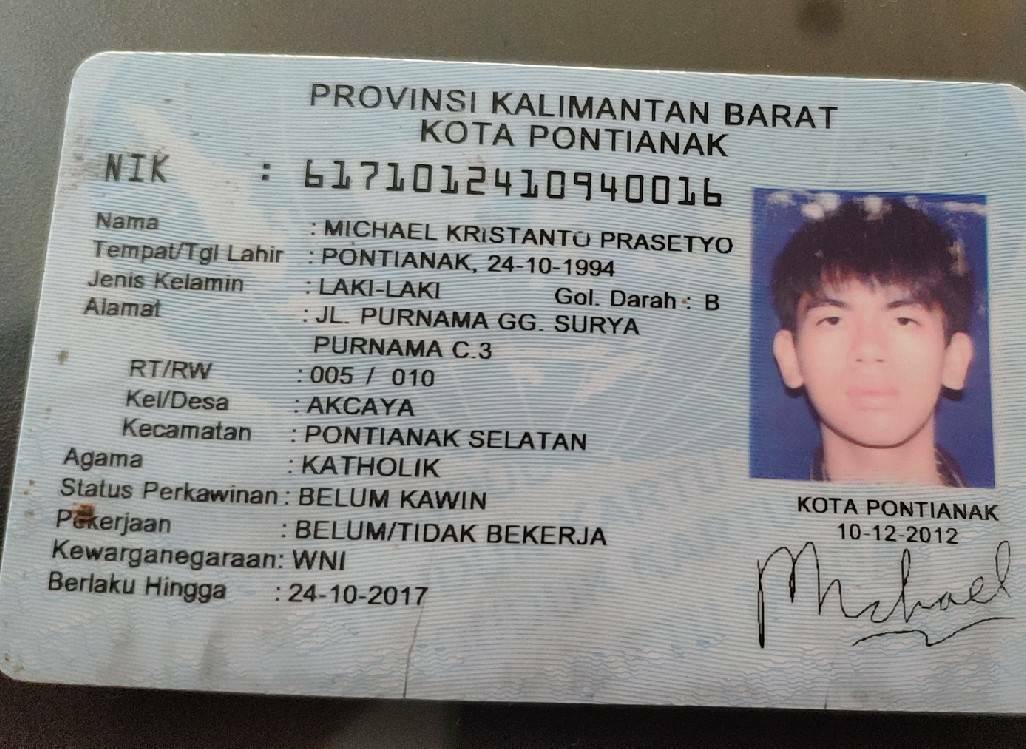 PROVINSI KALIMANTAN BARAT
KOTA PONTIANAK
NIK : 6171012410940016
Nama : MICHAEL KRISTANTO PRASETYO
Tempat/Tgl Lahir : PONTIANAK, 24-10-1994
Jenis Kelamin : LAKI-LAKI Gol. Darah : B
Alamat : JL. PURNAMA GG. SURYA
PURNAMA C.3
RT/RW : 005 / 010
Kel/Desa : AKCAYA
Kecamatan : PONTIANAK SELATAN
Agama : KATHOLIK
Status Perkawinan : BELUM KAWIN
Pekerjaan : BELUM/TIDAK BEKERJA
Kewarganegaraan: WNI
Berlaku Hingga : 24-10-2017
KOTA PONTIANAK
10-12-2012
Michael